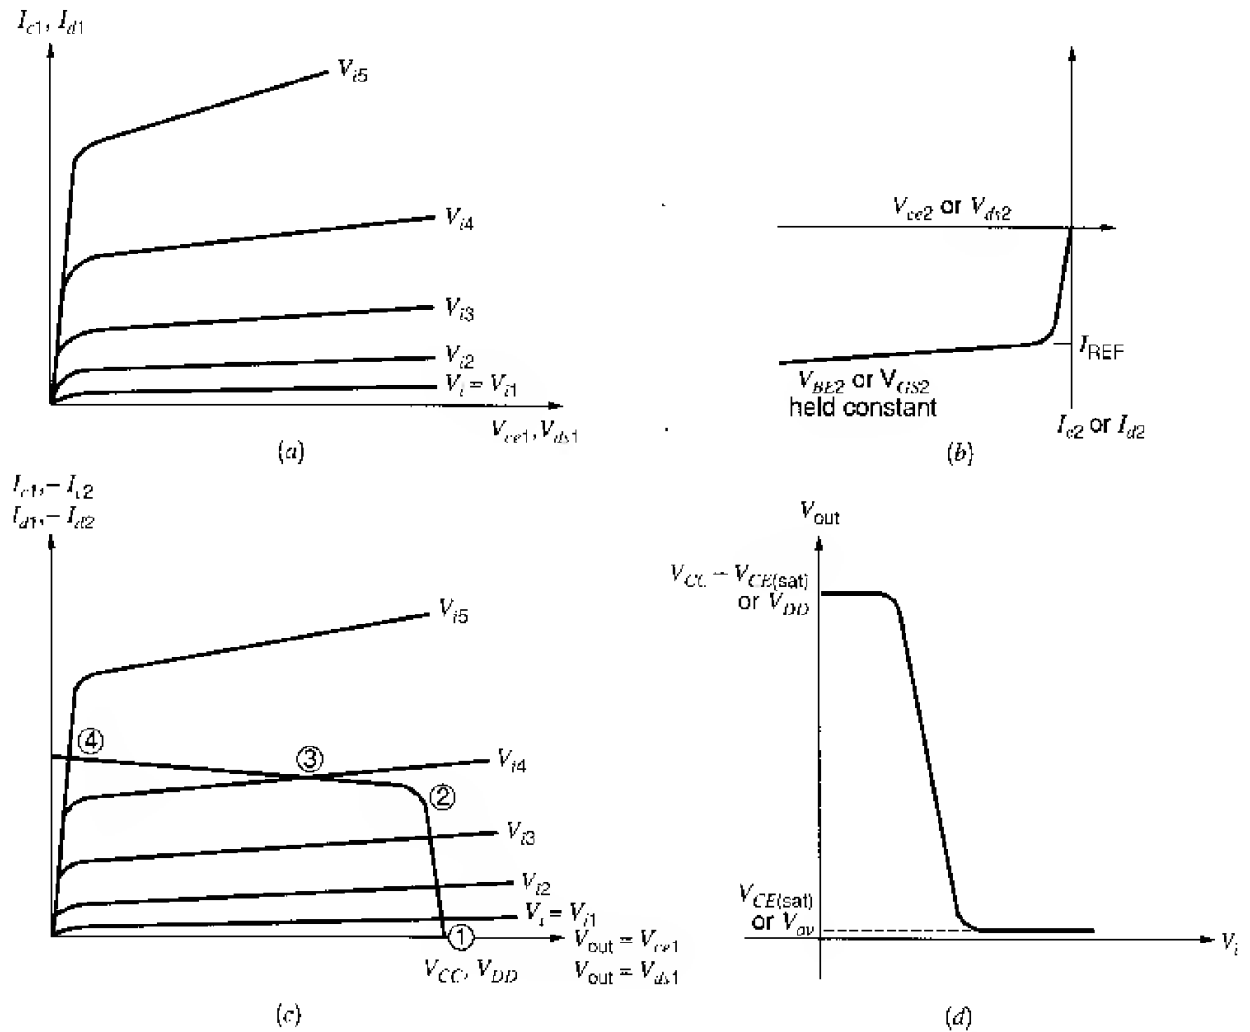 I_c1, I_d1
V_i5
V_i4
V_i3
V_i2
V_i = V_i1
V_ce1, V_ds1
(a)
V_ce2 or V_ds2
I_REF
V_BE2 or V_GS2
held constant
I_c2 or I_d2
(b)
I_c1, – I_c2
I_d1, – I_d2
V_i5
④
③
V_i4
②
V_i3
V_i2
V_i = V_i1
①
V_out = V_ce1
V_CC, V_DD
V_out = V_ds1
(c)
V_out
V_CC – V_CE(sat)
or V_DD
V_CE(sat)
or V_ov
V_i
(d)